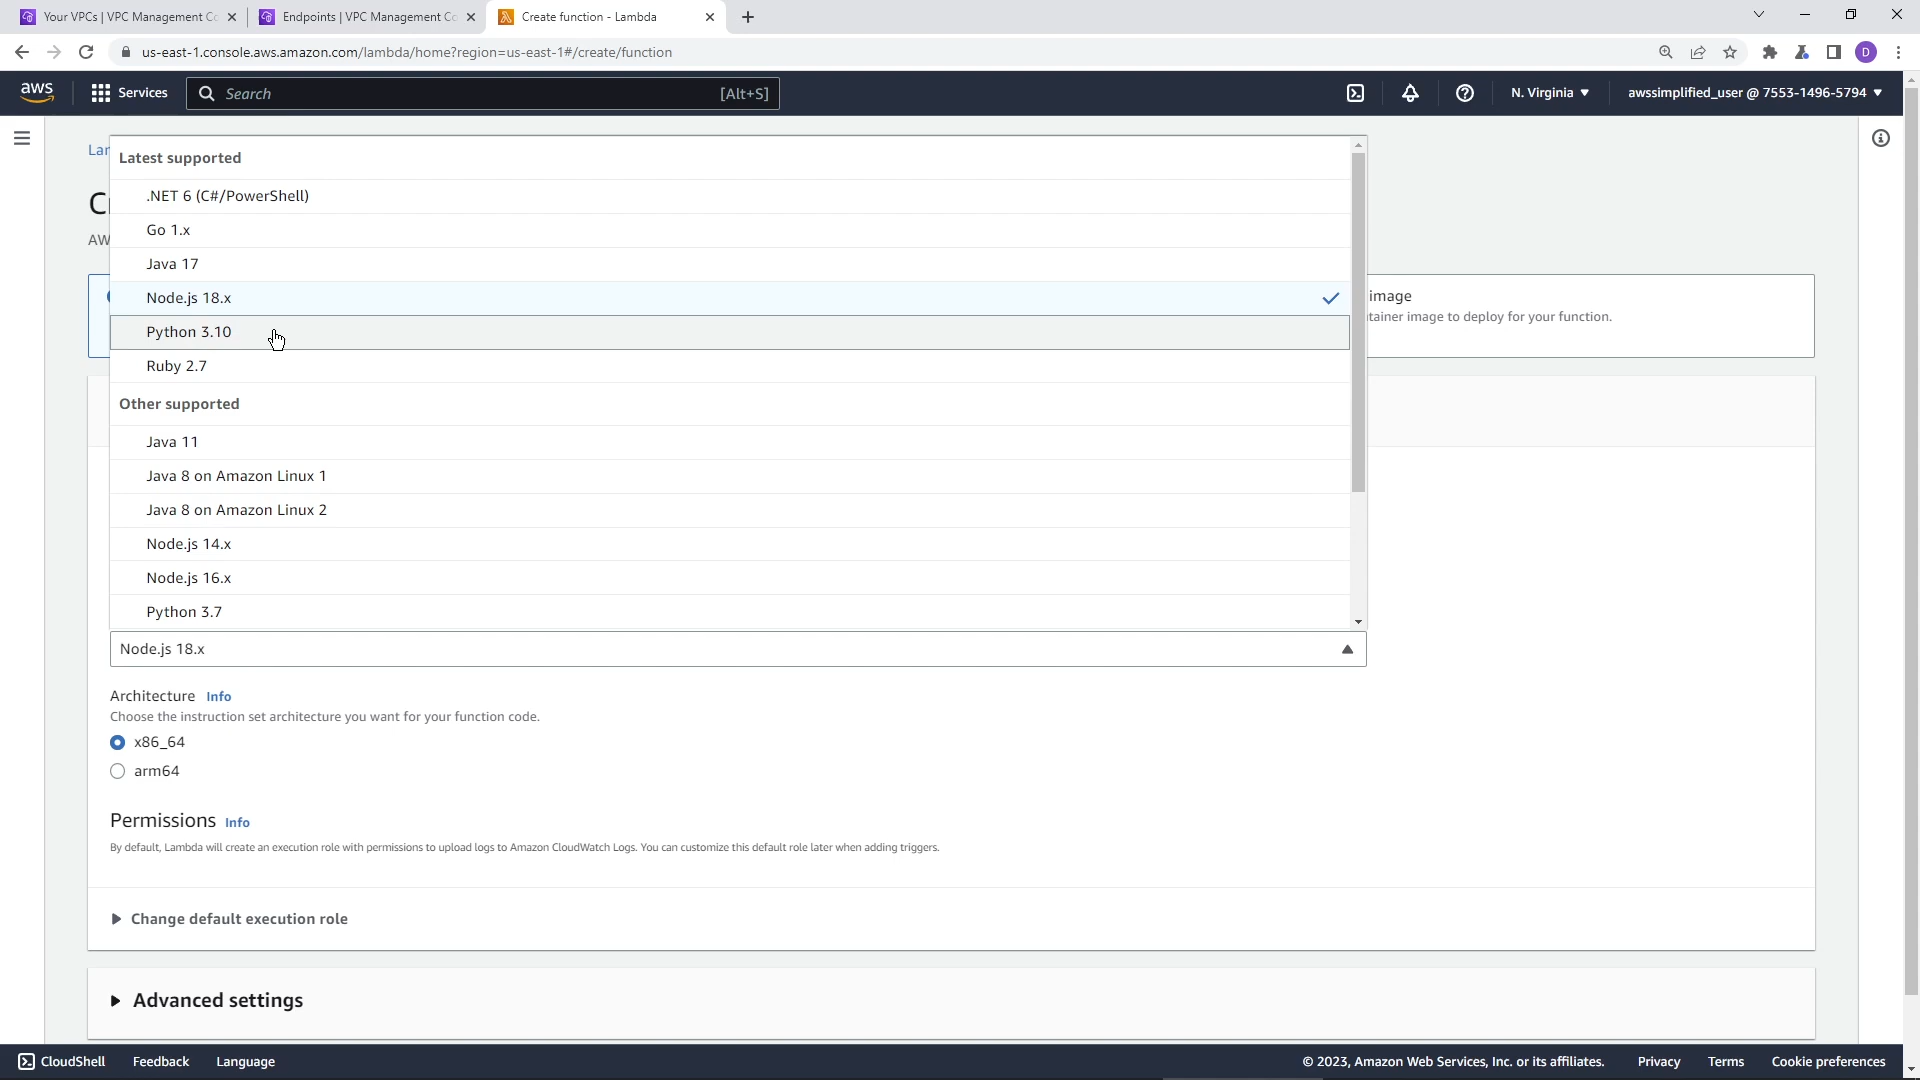 Your VPCs | VPC Management Co
Endpoints | VPC Management Co
Create function - Lambda
us-east-1.console.aws.amazon.com/lambda/home?region=us-east-1#/create/function
D
aws
Services
Search
[Alt+S]
N. Virginia
awssimplified_user @ 7553-1496-5794
Latest supported
.NET 6 (C#/PowerShell)
Go 1.x
Java 17
Node.js 18.x
image
Python 3.10
tainer image to deploy for your function.
Ruby 2.7
Other supported
Java 11
Java 8 on Amazon Linux 1
Java 8 on Amazon Linux 2
Node.js 14.x
Node.js 16.x
Python 3.7
Node.js 18.x
Architecture Info
Choose the instruction set architecture you want for your function code.
x86_64
arm64
Permissions Info
By default, Lambda will create an execution role with permissions to upload logs to Amazon CloudWatch Logs. You can customize this default role later when adding triggers.
Change default execution role
Advanced settings
CloudShell
Feedback
Language
© 2023, Amazon Web Services, Inc. or its affiliates.
Privacy
Terms
Cookie preferences